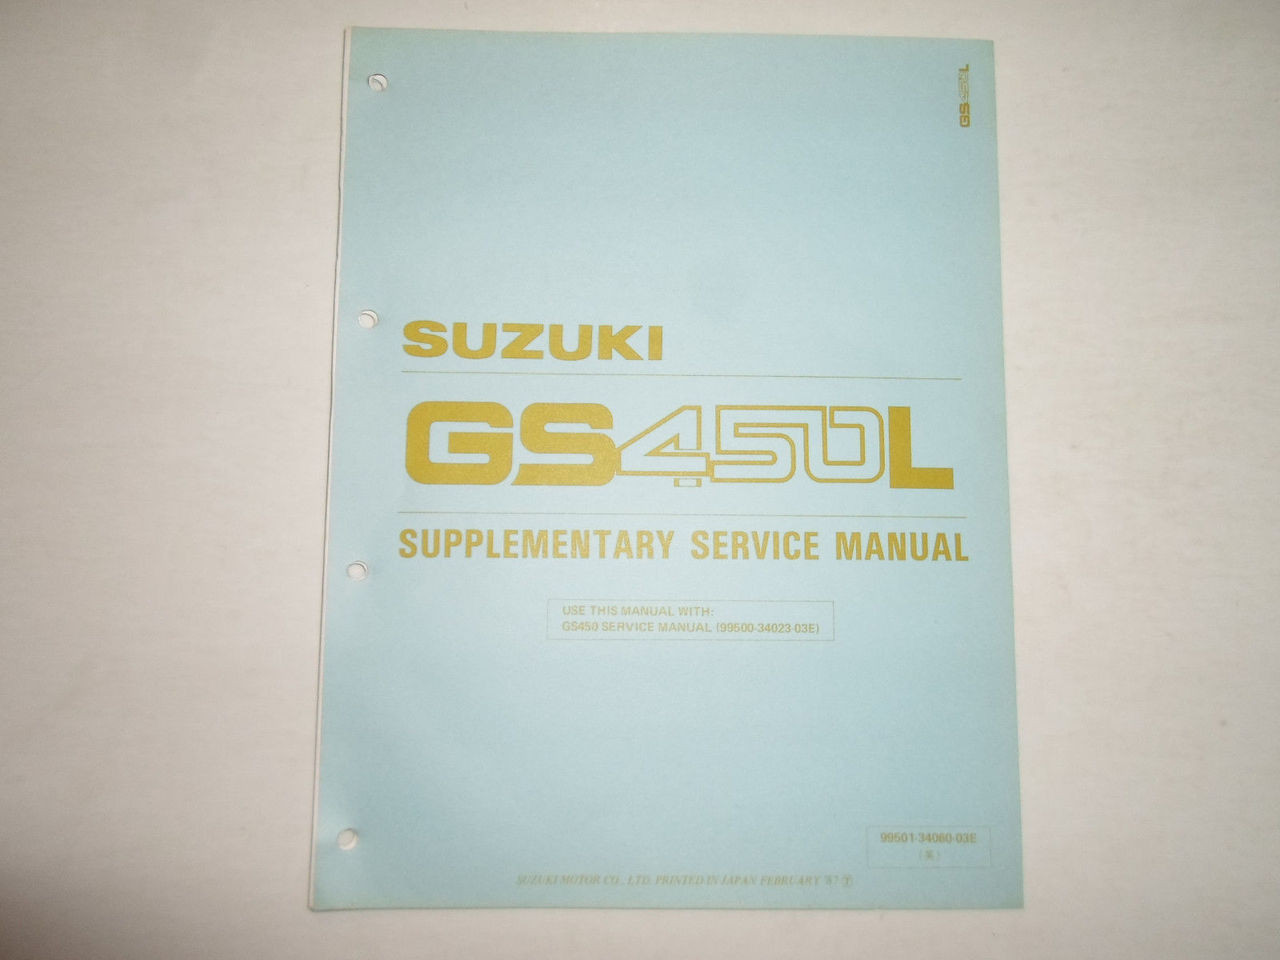 GS450L
SUZUKI
GS450L
SUPPLEMENTARY SERVICE MANUAL
USE THIS MANUAL WITH:
GS450 SERVICE MANUAL (99500-34023-03E)
99501-34060-03E
(英)
SUZUKI MOTOR CO., LTD. PRINTED IN JAPAN FEBRUARY '87 Ⓣ